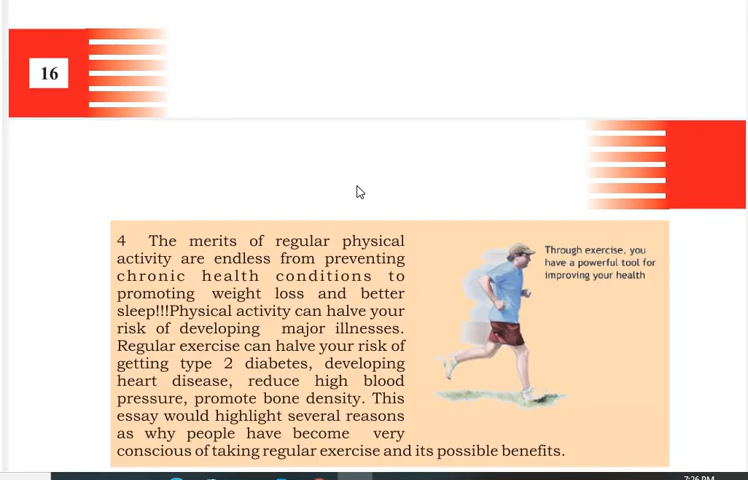 16
4 The merits of regular physical
activity are endless from preventing
chronic health conditions to
promoting weight loss and better
sleep!!!Physical activity can halve your
risk of developing major illnesses.
Regular exercise can halve your risk of
getting type 2 diabetes, developing
heart disease, reduce high blood
pressure, promote bone density. This
essay would highlight several reasons
as why people have become very
conscious of taking regular exercise and its possible benefits.
Through exercise, you
have a powerful tool for
improving your health
7:26 PM